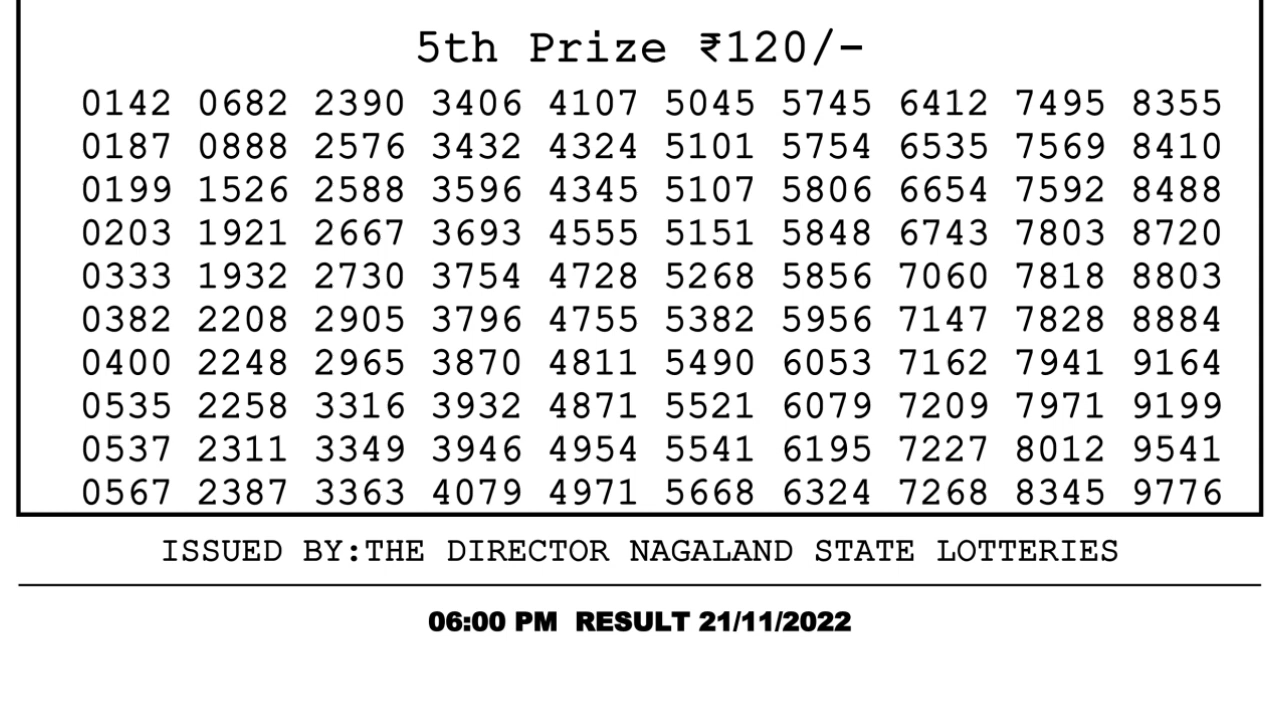 5th Prize ₹120/-
0142 0682 2390 3406 4107 5045 5745 6412 7495 8355
0187 0888 2576 3432 4324 5101 5754 6535 7569 8410
0199 1526 2588 3596 4345 5107 5806 6654 7592 8488
0203 1921 2667 3693 4555 5151 5848 6743 7803 8720
0333 1932 2730 3754 4728 5268 5856 7060 7818 8803
0382 2208 2905 3796 4755 5382 5956 7147 7828 8884
0400 2248 2965 3870 4811 5490 6053 7162 7941 9164
0535 2258 3316 3932 4871 5521 6079 7209 7971 9199
0537 2311 3349 3946 4954 5541 6195 7227 8012 9541
0567 2387 3363 4079 4971 5668 6324 7268 8345 9776
ISSUED BY:THE DIRECTOR NAGALAND STATE LOTTERIES
06:00 PM RESULT 21/11/2022